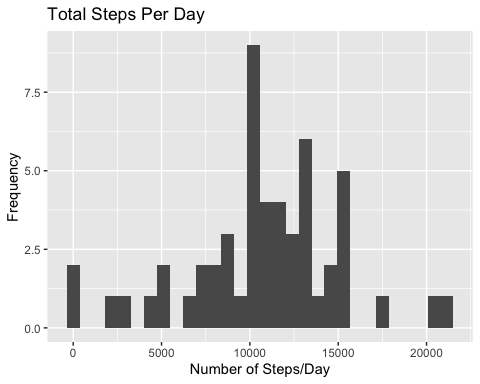 Total Steps Per Day
7.5
5.0
2.5
0.0
Frequency
0 5000 10000 15000 20000
Number of Steps/Day